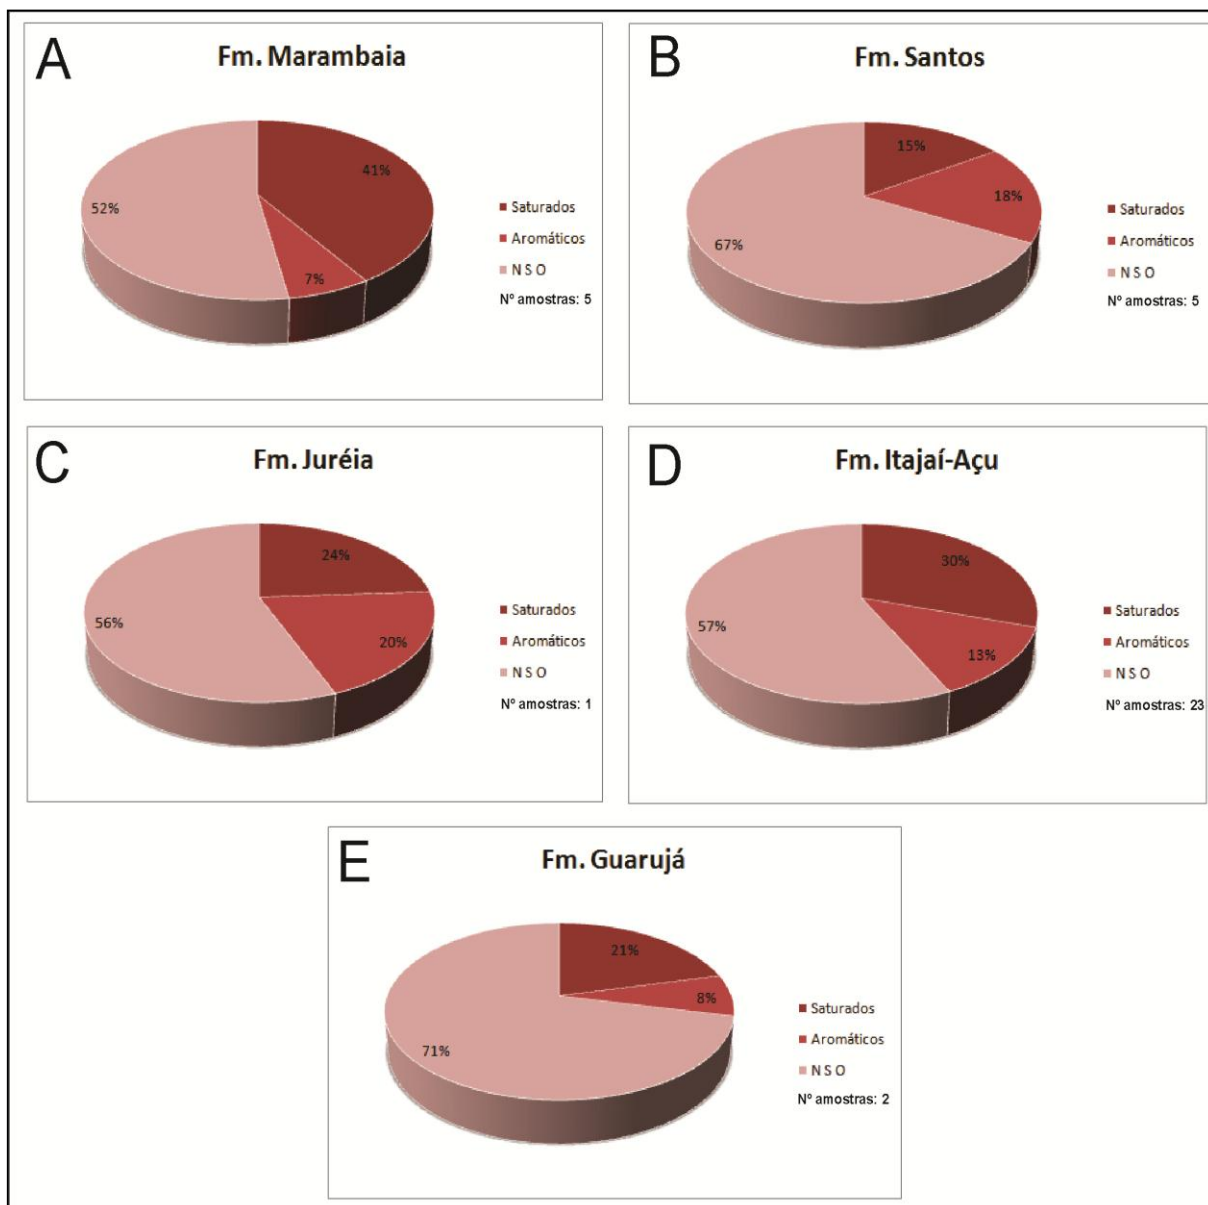 A
Fm. Marambaia
41%
52%
7%
Saturados
Aromáticos
N S O
Nº amostras: 5
B
Fm. Santos
15%
18%
67%
Saturados
Aromáticos
N S O
Nº amostras: 5
C
Fm. Juréia
24%
56%
20%
Saturados
Aromáticos
N S O
Nº amostras: 1
D
Fm. Itajaí-Açu
30%
57%
13%
Saturados
Aromáticos
N S O
Nº amostras: 23
E
Fm. Guarujá
21%
8%
71%
Saturados
Aromáticos
N S O
Nº amostras: 2